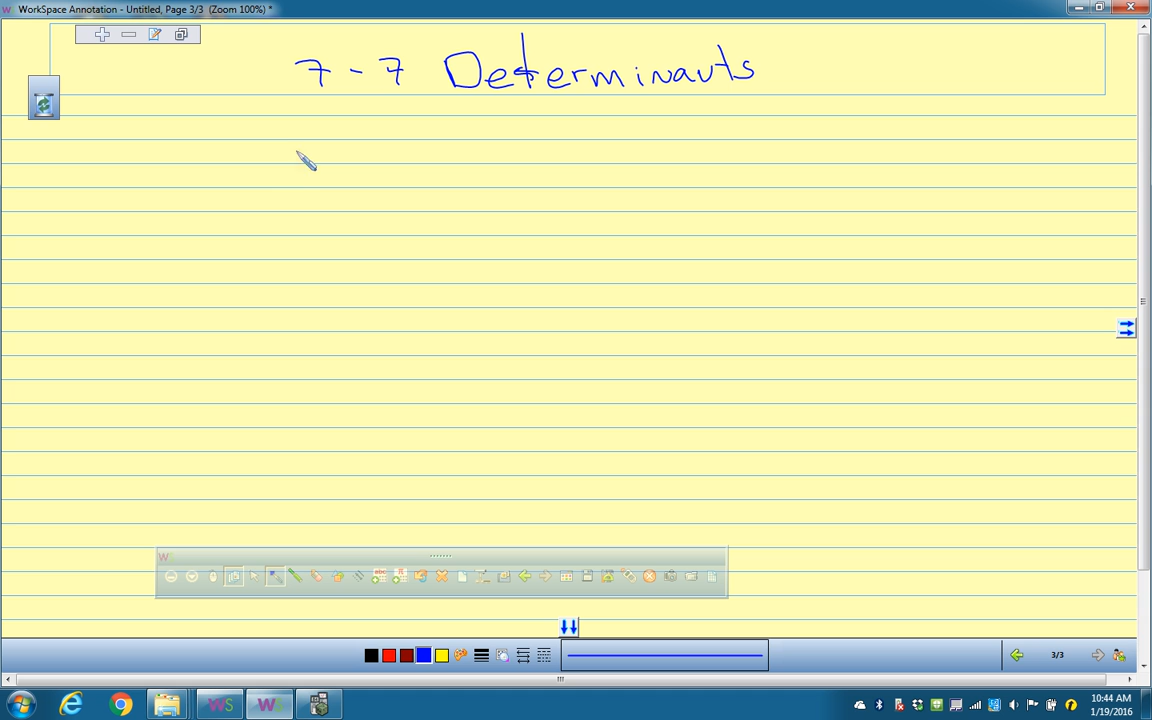 WorkSpace Annotation - Untitled, Page 3/3 (Zoom 100%) *
7-7 Determinants
3/3
10:44 AM
1/19/2016